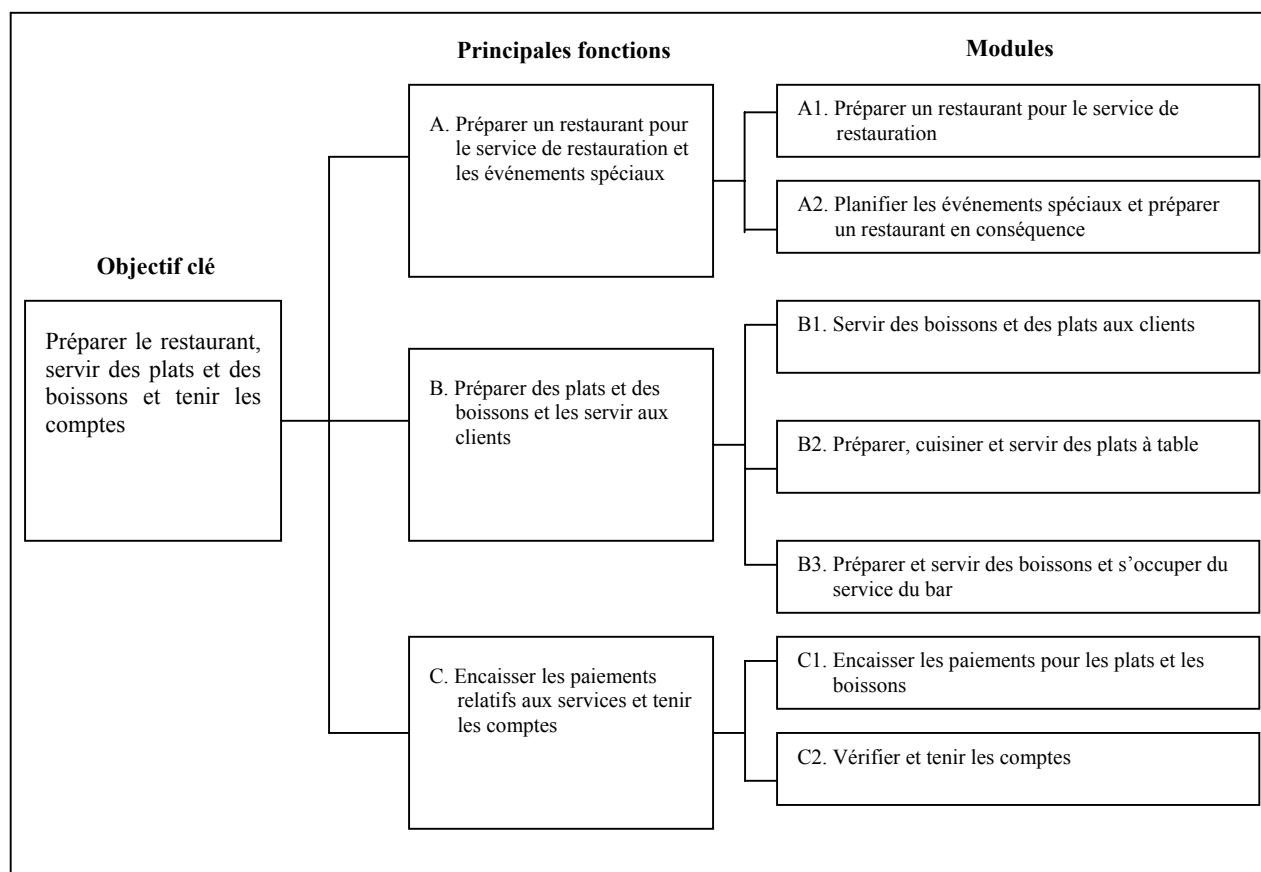 Principales fonctions
Modules
Objectif clé
Préparer le restaurant,
servir des plats et des
boissons et tenir les
comptes
A. Préparer un restaurant pour
le service de restauration et
les événements spéciaux
A1. Préparer un restaurant pour le service de
restauration
A2. Planifier les événements spéciaux et préparer
un restaurant en conséquence
B. Préparer des plats et des
boissons et les servir aux
clients
B1. Servir des boissons et des plats aux clients
B2. Préparer, cuisiner et servir des plats à table
B3. Préparer et servir des boissons et s’occuper du
service du bar
C. Encaisser les paiements
relatifs aux services et tenir
les comptes
C1. Encaisser les paiements pour les plats et les
boissons
C2. Vérifier et tenir les comptes